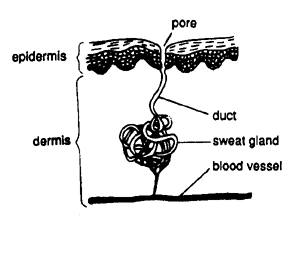 pore
epidermis
duct
dermis
sweat gland
blood vessel